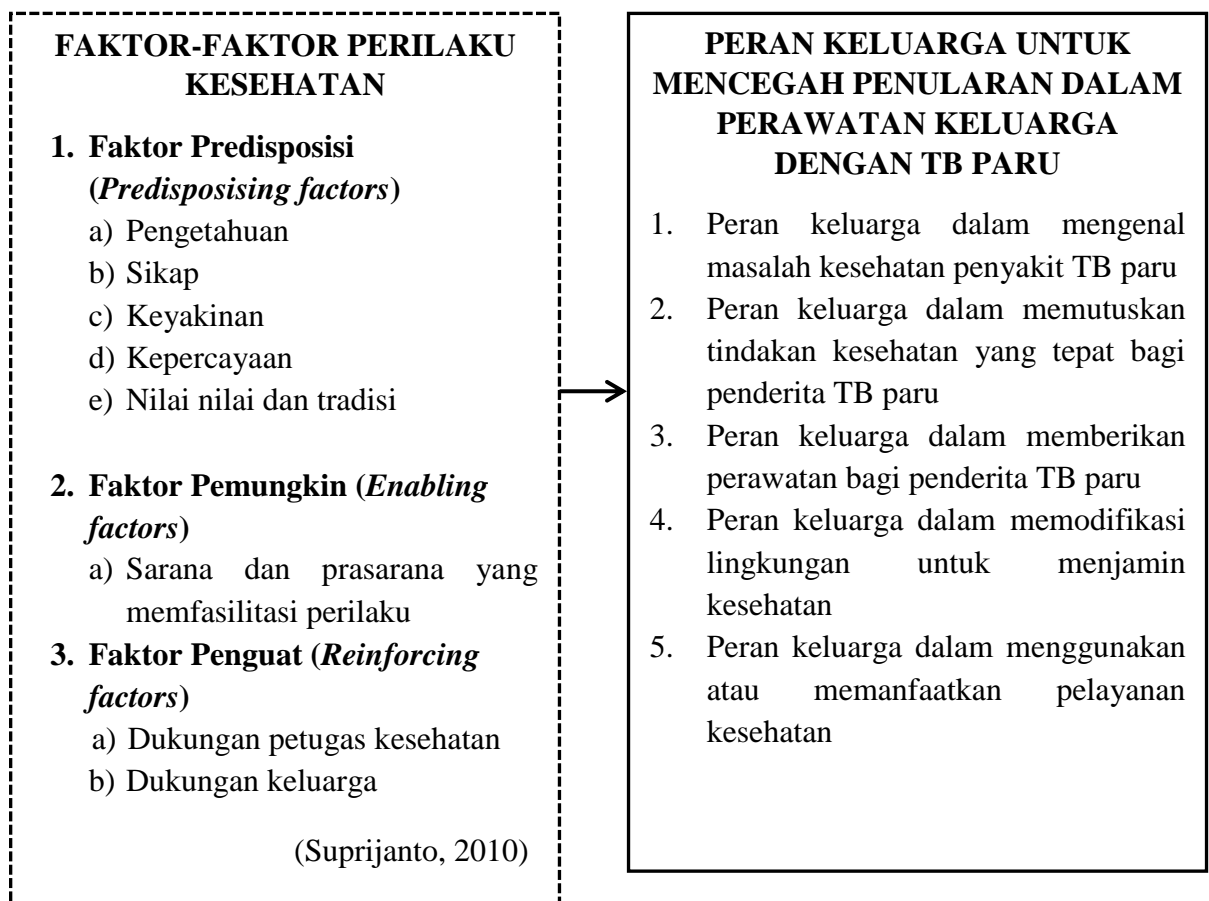 FAKTOR-FAKTOR PERILAKU
KESEHATAN
1. Faktor Predisposisi
(Predisposising factors)
a) Pengetahuan
b) Sikap
c) Keyakinan
d) Kepercayaan
e) Nilai nilai dan tradisi
2. Faktor Pemungkin (Enabling
factors)
a) Sarana dan prasarana yang
memfasilitasi perilaku
3. Faktor Penguat (Reinforcing
factors)
a) Dukungan petugas kesehatan
b) Dukungan keluarga
(Suprijanto, 2010)
PERAN KELUARGA UNTUK
MENCEGAH PENULARAN DALAM
PERAWATAN KELUARGA
DENGAN TB PARU
1. Peran keluarga dalam mengenal
masalah kesehatan penyakit TB paru
2. Peran keluarga dalam memutuskan
tindakan kesehatan yang tepat bagi
penderita TB paru
3. Peran keluarga dalam memberikan
perawatan bagi penderita TB paru
4. Peran keluarga dalam memodifikasi
lingkungan untuk menjamin
kesehatan
5. Peran keluarga dalam menggunakan
atau memanfaatkan pelayanan
kesehatan